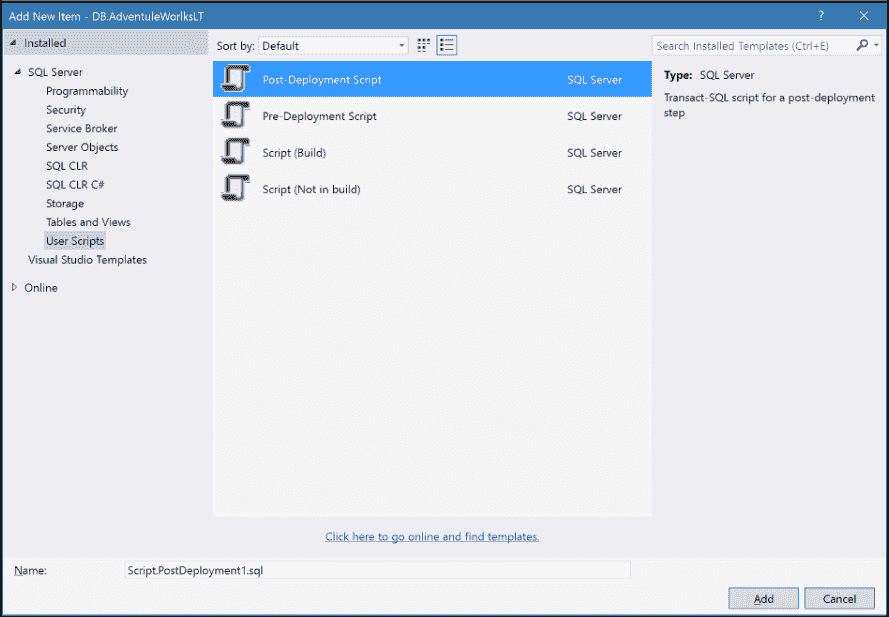 Add New Item - DB.AdventuleWorlksLT
?
Installed
Sort by: Default
Search Installed Templates (Ctrl+E)
SQL Server
Programmability
Security
Service Broker
Server Objects
SQL CLR
SQL CLR C#
Storage
Tables and Views
User Scripts
Visual Studio Templates
Online
Post-Deployment Script SQL Server
Pre-Deployment Script SQL Server
Script (Build) SQL Server
Script (Not in build) SQL Server
Type: SQL Server
Transact-SQL script for a post-deployment
step
Click here to go online and find templates.
Name: Script.PostDeployment1.sql
Add Cancel